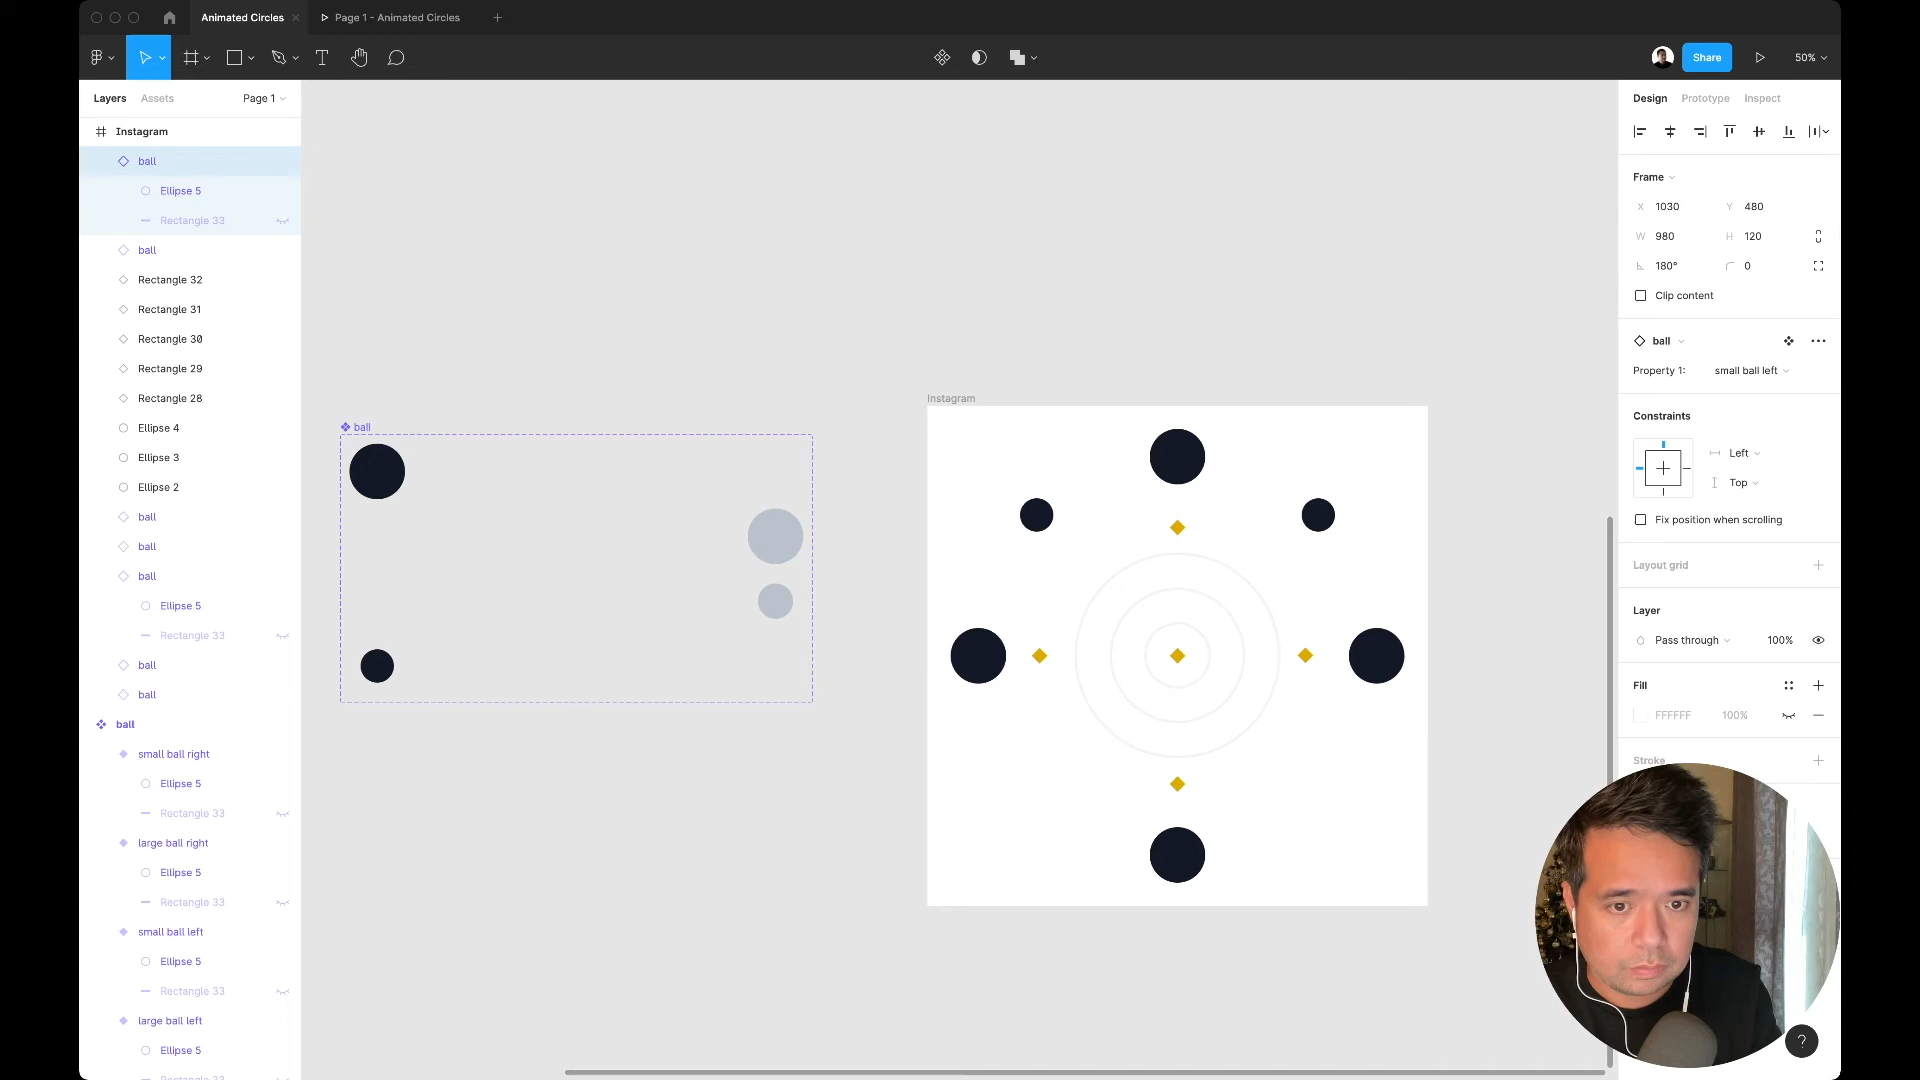 Animated Circles
Page 1 - Animated Circles
Share
50%
Layers
Assets
Page 1
Instagram
ball
Ellipse 5
Rectangle 33
ball
Rectangle 32
Rectangle 31
Rectangle 30
Rectangle 29
Rectangle 28
Ellipse 4
Ellipse 3
Ellipse 2
ball
ball
ball
Ellipse 5
Rectangle 33
ball
ball
ball
small ball right
Ellipse 5
Rectangle 33
large ball right
Ellipse 5
Rectangle 33
small ball left
Ellipse 5
Rectangle 33
large ball left
Ellipse 5
Rectangle 33
ball
Instagram
Design
Prototype
Inspect
Frame
X 1030
Y 480
W 980
H 120
180°
0
Clip content
ball
Property 1:
small ball left
Constraints
Left
Top
Fix position when scrolling
Layout grid
Layer
Pass through
100%
Fill
FFFFFF
100%
Stroke
?